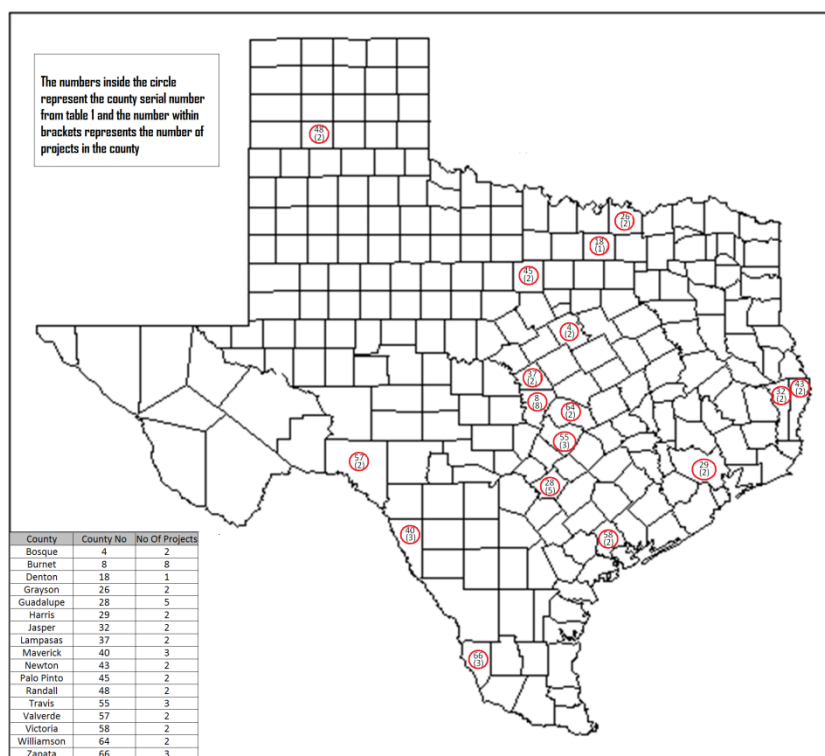 The numbers inside the circle
represent the county serial number
from table 1 and the number within
brackets represents the number of
projects in the county
48
(2)
26
(2)
18
(1)
45
(2)
4
(2)
37
(2)
8
(8)
64
(2)
32
(2)
43
(2)
55
(3)
57
(2)
29
(2)
28
(5)
40
(3)
58
(2)
66
(3)
County County No No Of Projects
Bosque 4 2
Burnet 8 8
Denton 18 1
Grayson 26 2
Guadalupe 28 5
Harris 29 2
Jasper 32 2
Lampasas 37 2
Maverick 40 3
Newton 43 2
Palo Pinto 45 2
Randall 48 2
Travis 55 3
Valverde 57 2
Victoria 58 2
Williamson 64 2
Zapata 66 3